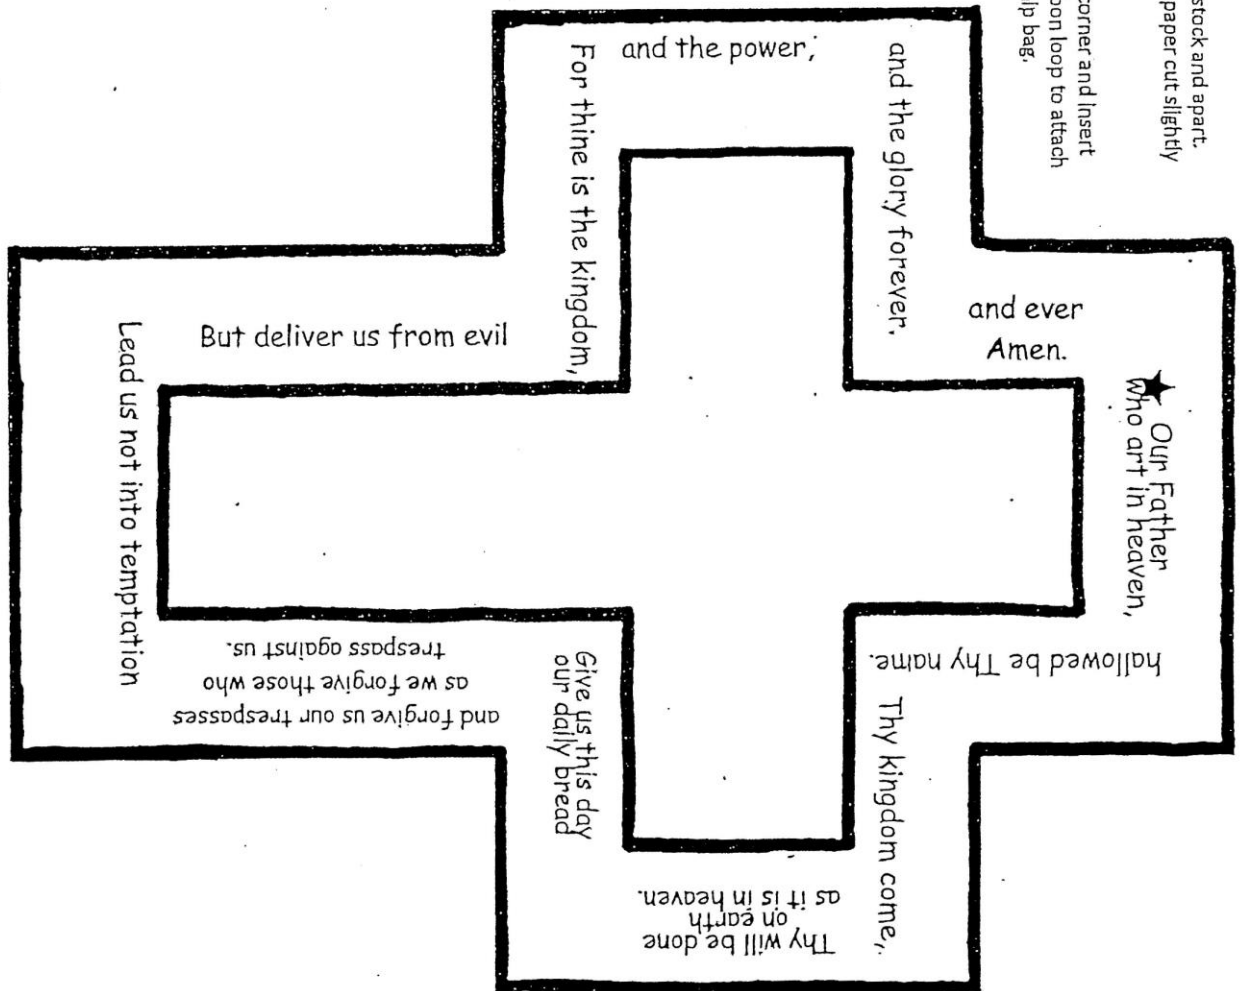 stock and apart.
paper cut slightly
corner and insert
loop to attach
bag.
Our Father
who art in heaven,
hallowed be Thy name.
Thy kingdom come,
Thy will be done
on earth
as it is in heaven.
Give us this day
our daily bread
and forgive us our trespasses
as we forgive those who
trespass against us.
Lead us not into temptation
But deliver us from evil
For thine is the kingdom,
and the power,
and the glory forever,
and ever
Amen.